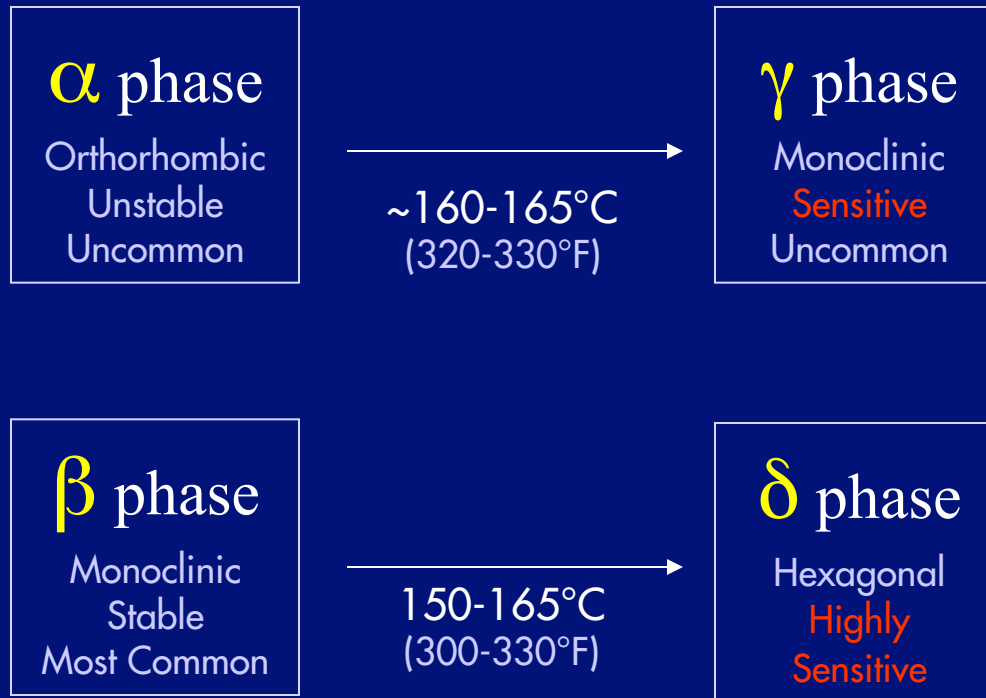 α phase
Orthorhombic
Unstable
Uncommon
~160-165°C
(320-330°F)
γ phase
Monoclinic
Sensitive
Uncommon
β phase
Monoclinic
Stable
Most Common
150-165°C
(300-330°F)
δ phase
Hexagonal
Highly
Sensitive